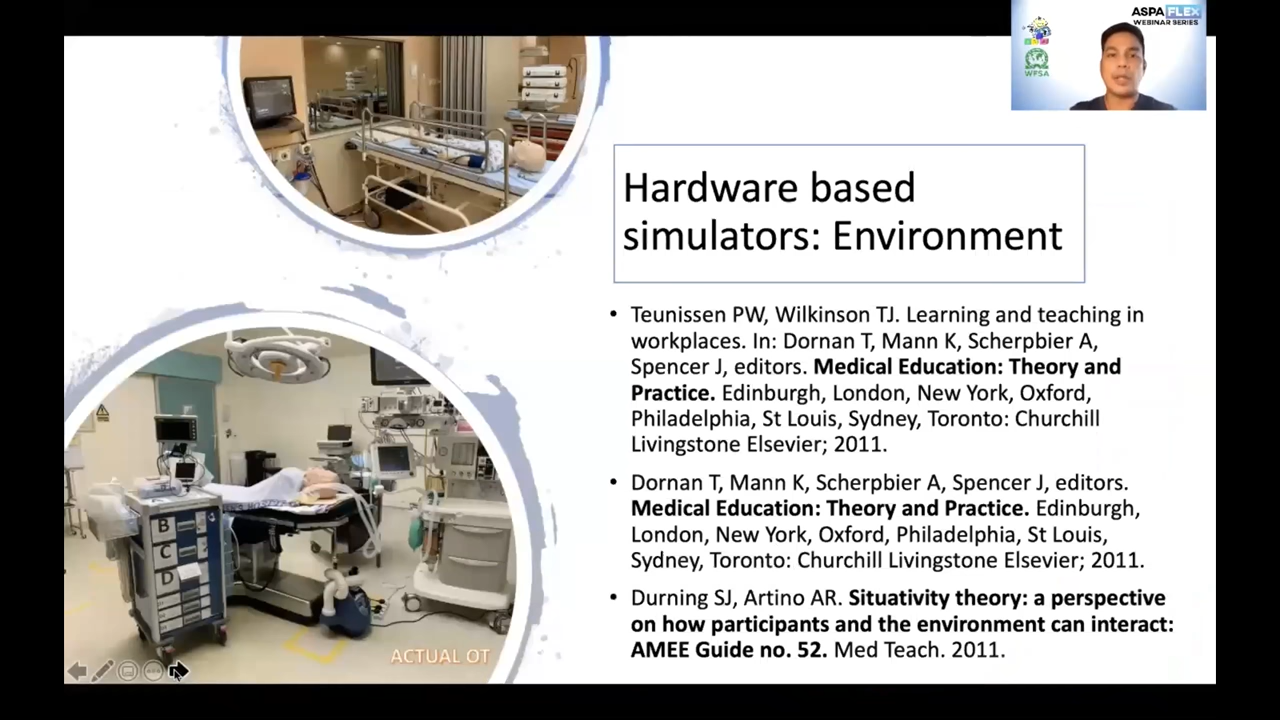 ASPA FLEX
WEBINAR SERIES
WFSA
Hardware based
simulators: Environment
• Teunissen PW, Wilkinson TJ. Learning and teaching in
workplaces. In: Dornan T, Mann K, Scherpbier A,
Spencer J, editors. Medical Education: Theory and
Practice. Edinburgh, London, New York, Oxford,
Philadelphia, St Louis, Sydney, Toronto: Churchill
Livingstone Elsevier; 2011.
• Dornan T, Mann K, Scherpbier A, Spencer J, editors.
Medical Education: Theory and Practice. Edinburgh,
London, New York, Oxford, Philadelphia, St Louis,
Sydney, Toronto: Churchill Livingstone Elsevier; 2011.
• Durning SJ, Artino AR. Situativity theory: a perspective
on how participants and the environment can interact:
AMEE Guide no. 52. Med Teach. 2011.
B
C
D
ACTUAL OT